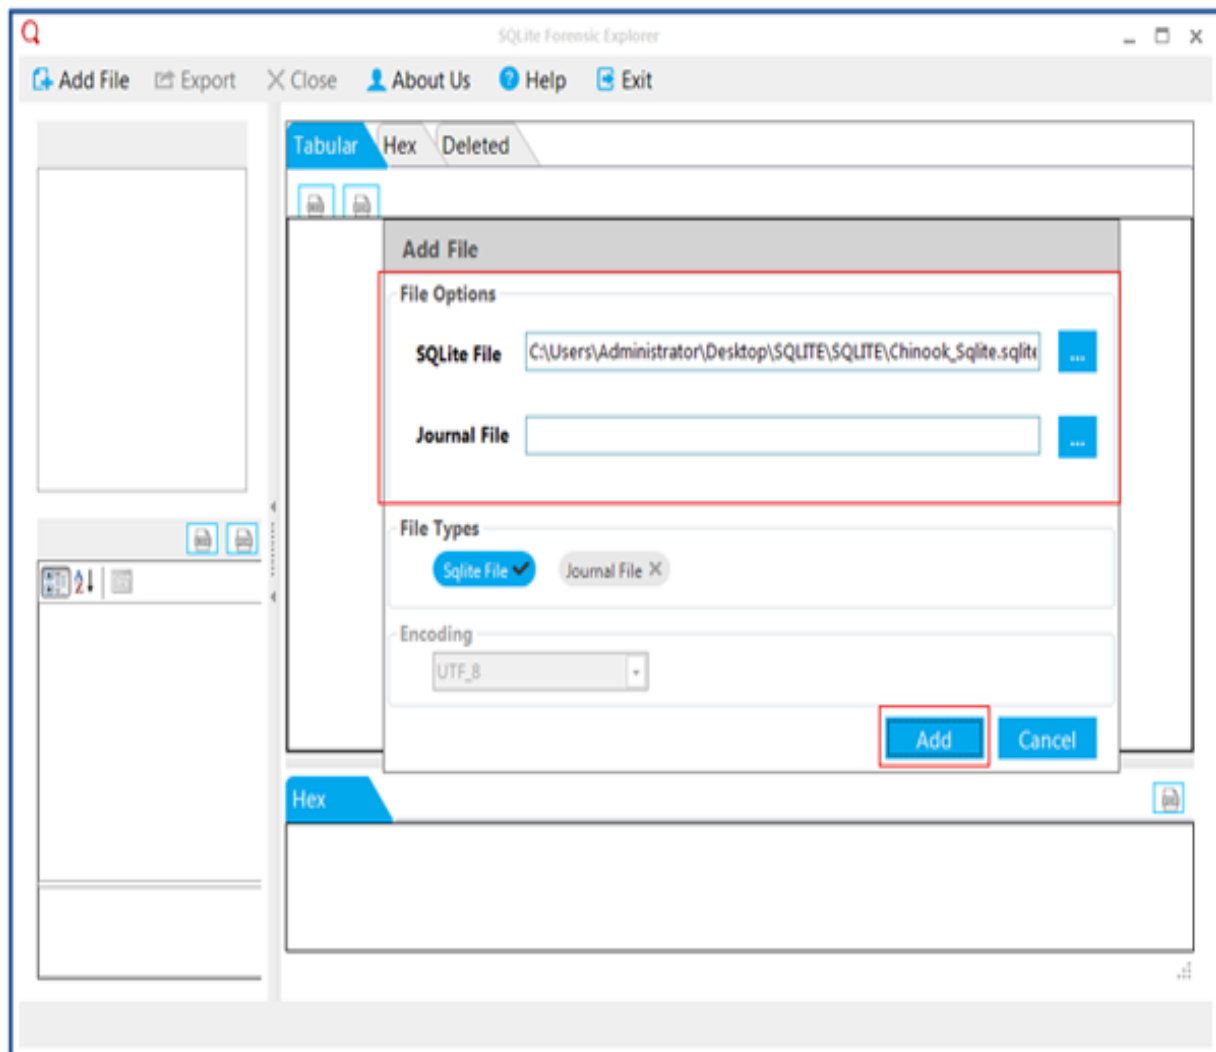 SQLite Forensic Explorer
Add File Export Close About Us Help Exit
Tabular Hex Deleted
Add File
File Options
SQLite File C:\Users\Administrator\Desktop\SQLITE\SQLITE\Chinook_Sqlite.sqlite ...
Journal File ...
File Types
Sqlite File Journal File
Encoding
UTF_8
Add Cancel
Hex